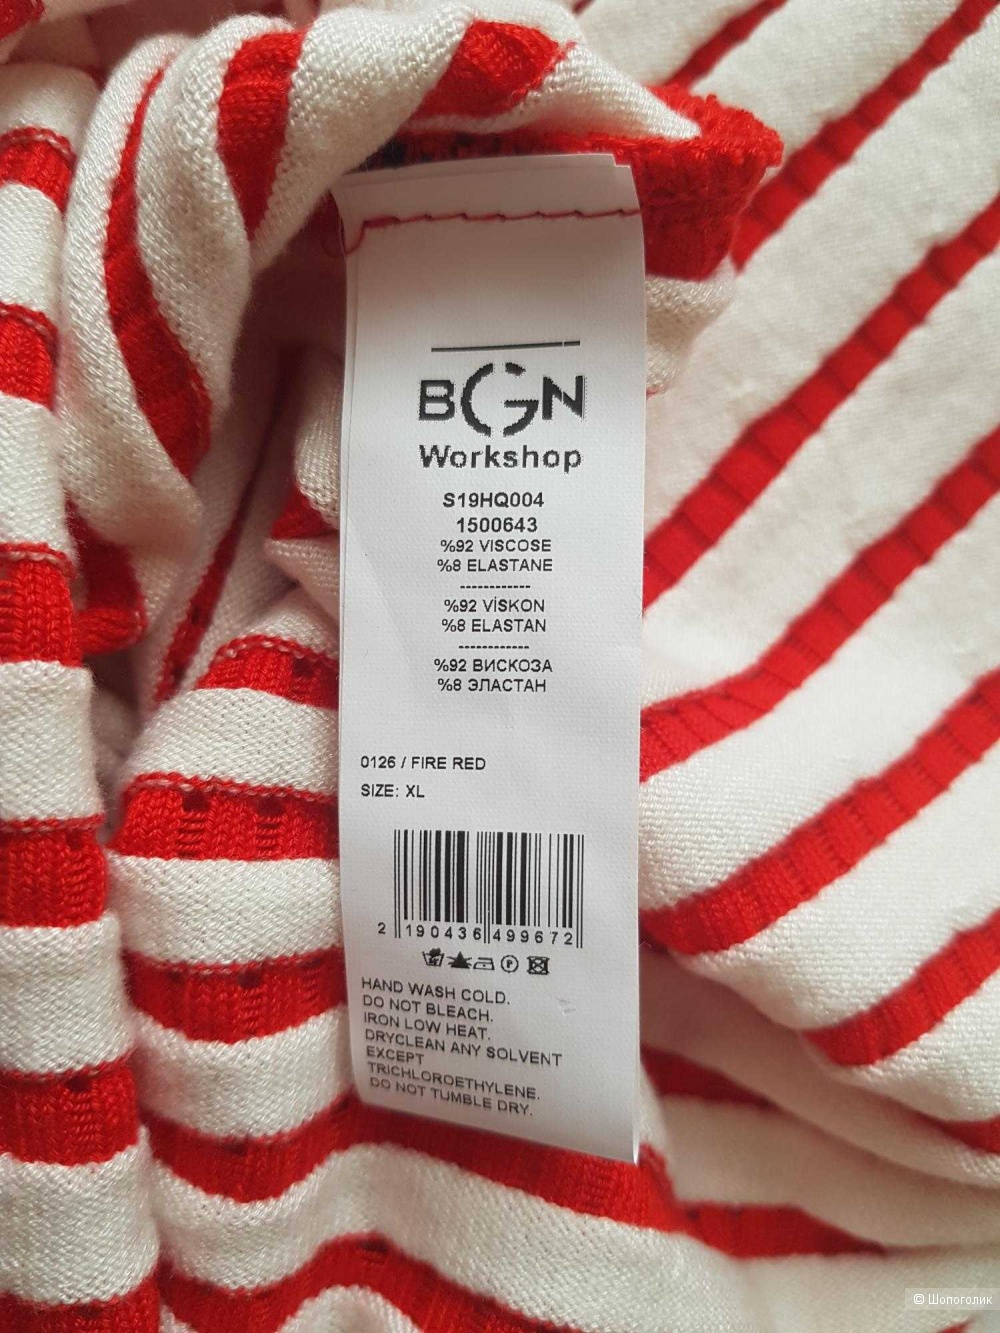 BGN
Workshop
S19HQ004
1500643
%92 VISCOSE
%8 ELASTANE
------------
%92 VİSKON
%8 ELASTAN
------------
%92 ВИСКОЗА
%8 ЭЛАСТАН
0126 / FIRE RED
SIZE: XL
2 190436 499672
HAND WASH COLD.
DO NOT BLEACH.
IRON LOW HEAT.
DRYCLEAN ANY SOLVENT
EXCEPT
TRICHLOROETHYLENE.
DO NOT TUMBLE DRY.
© Шопоголик